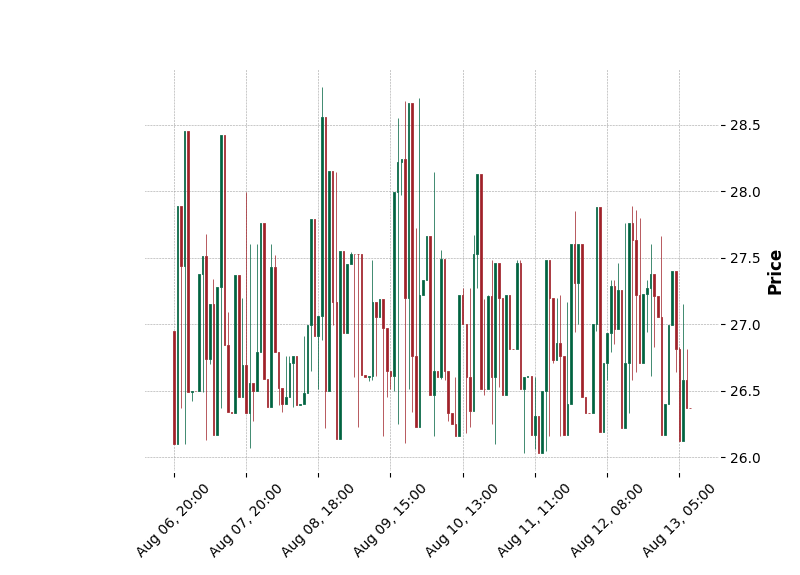 28.5
28.0
27.5
27.0
26.5
26.0
Price
Aug 06, 20:00
Aug 07, 20:00
Aug 08, 18:00
Aug 09, 15:00
Aug 10, 13:00
Aug 11, 11:00
Aug 12, 08:00
Aug 13, 05:00